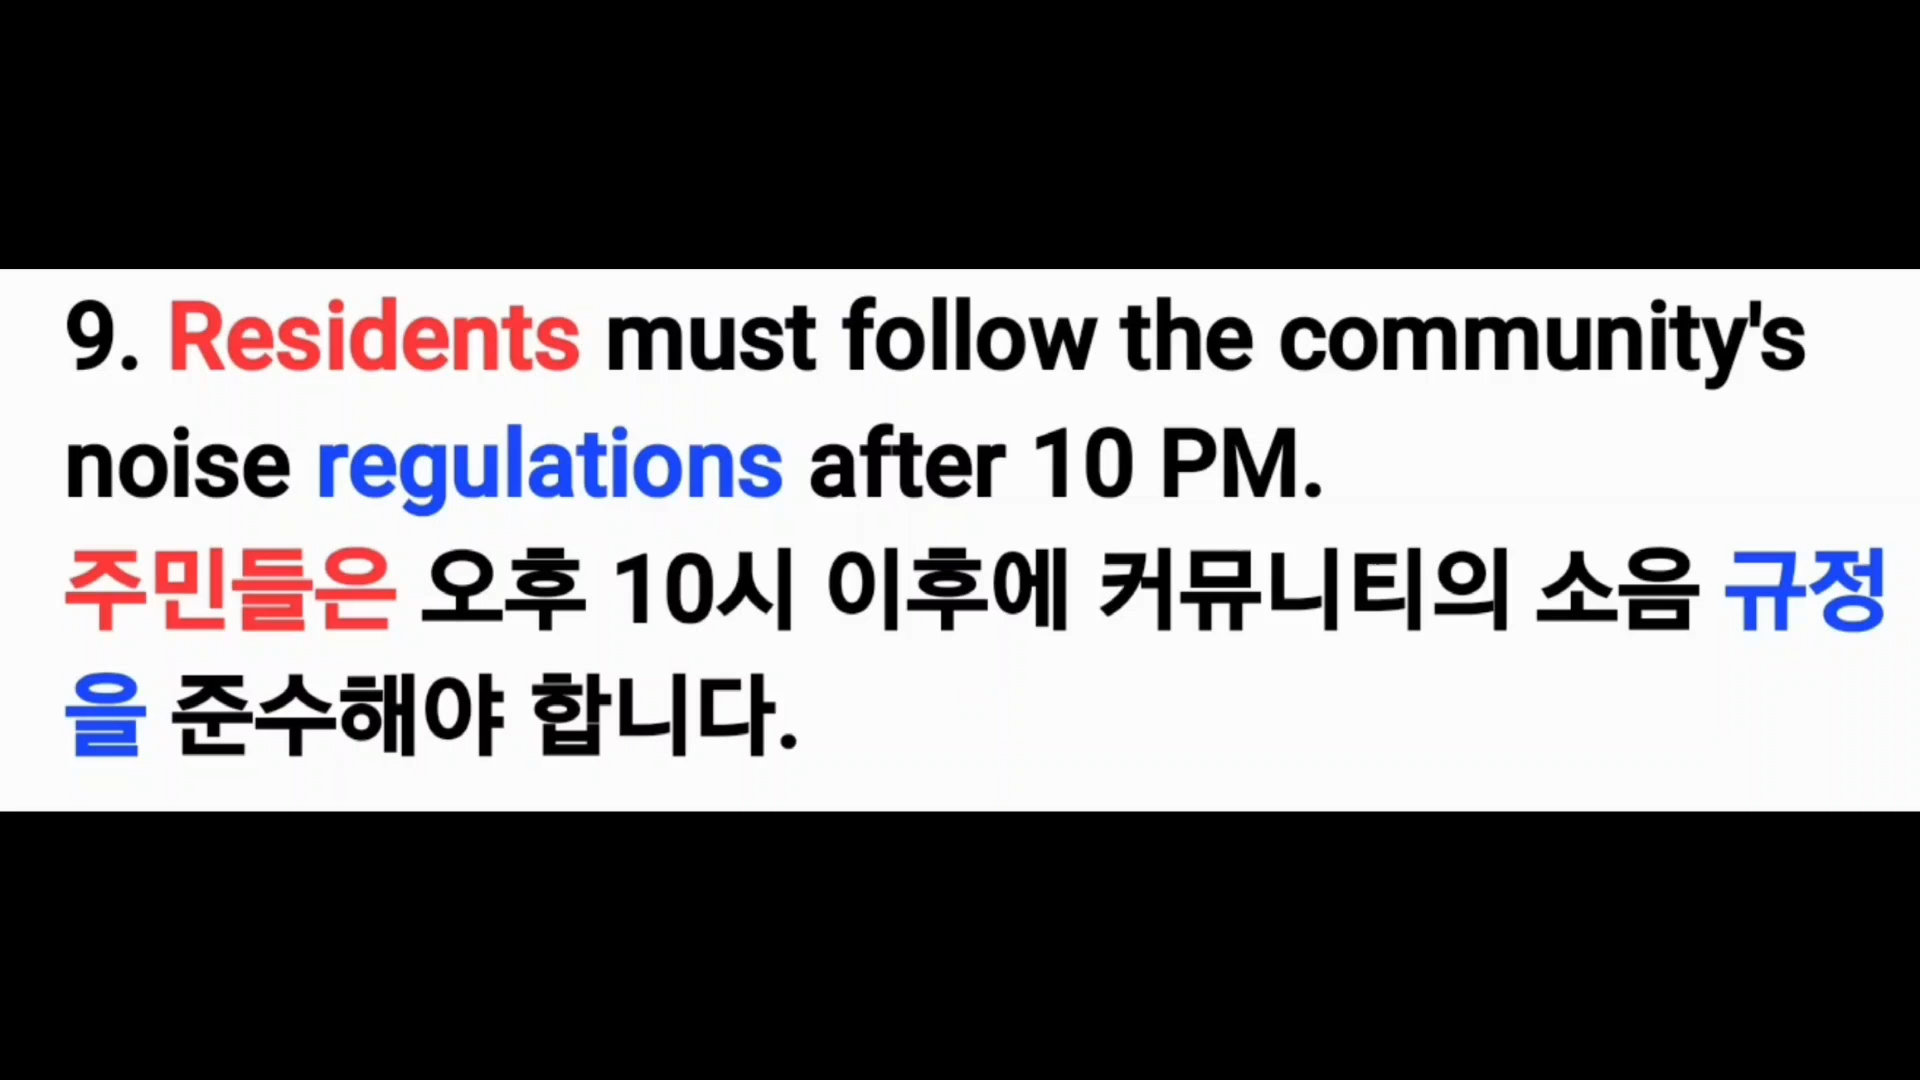 9. Residents must follow the community's
noise regulations after 10 PM.
주민들은 오후 10시 이후에 커뮤니티의 소음 규정
을 준수해야 합니다.